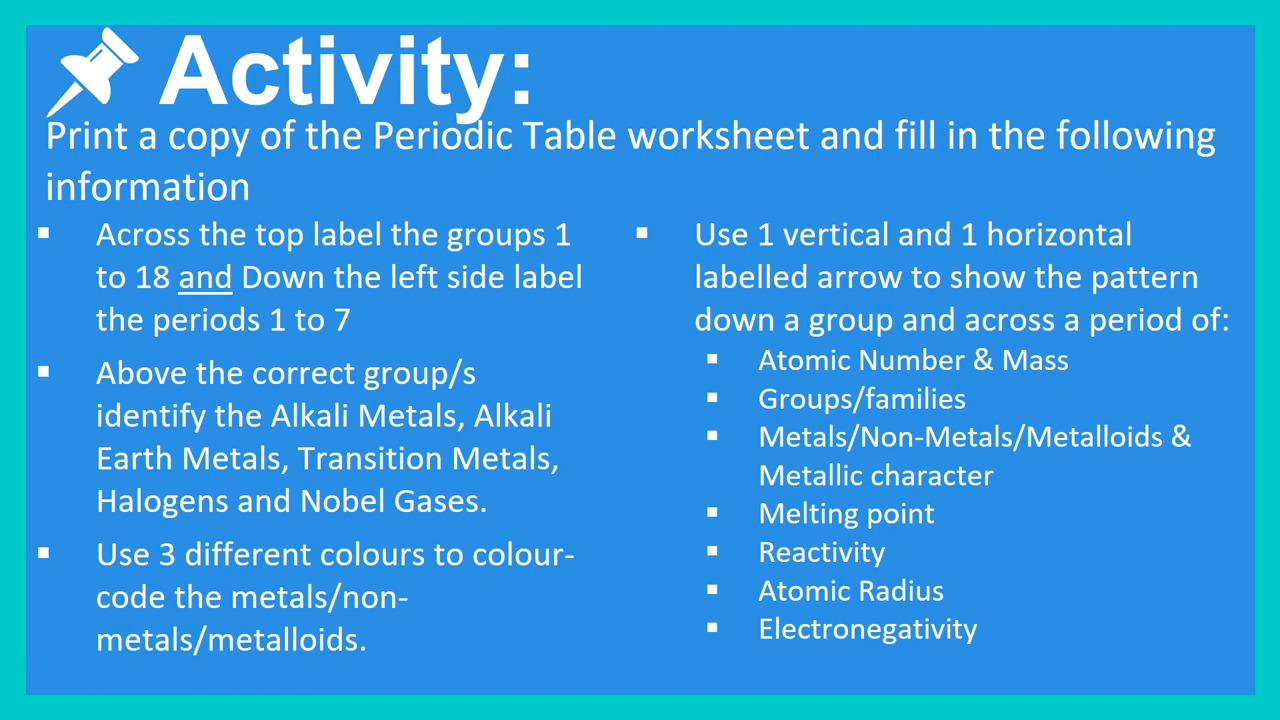 Activity:
Print a copy of the Periodic Table worksheet and fill in the following
information
▪ Across the top label the groups 1
to 18 and Down the left side label
the periods 1 to 7
▪ Above the correct group/s
identify the Alkali Metals, Alkali
Earth Metals, Transition Metals,
Halogens and Nobel Gases.
▪ Use 3 different colours to colour-
code the metals/non-
metals/metalloids.
▪ Use 1 vertical and 1 horizontal
labelled arrow to show the pattern
down a group and across a period of:
▪ Atomic Number & Mass
▪ Groups/families
▪ Metals/Non-Metals/Metalloids &
Metallic character
▪ Melting point
▪ Reactivity
▪ Atomic Radius
▪ Electronegativity